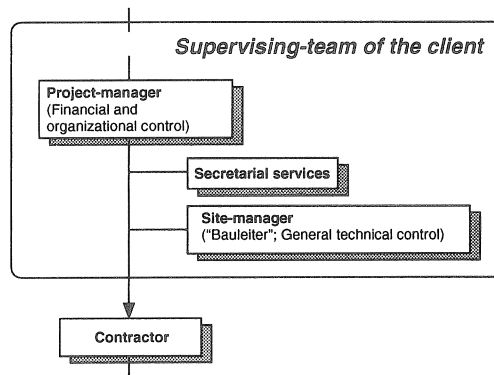 Supervising-team of the client
Project-manager
(Financial and
organizational control)
Secretarial services
Site-manager
("Bauleiter"; General technical control)
Contractor